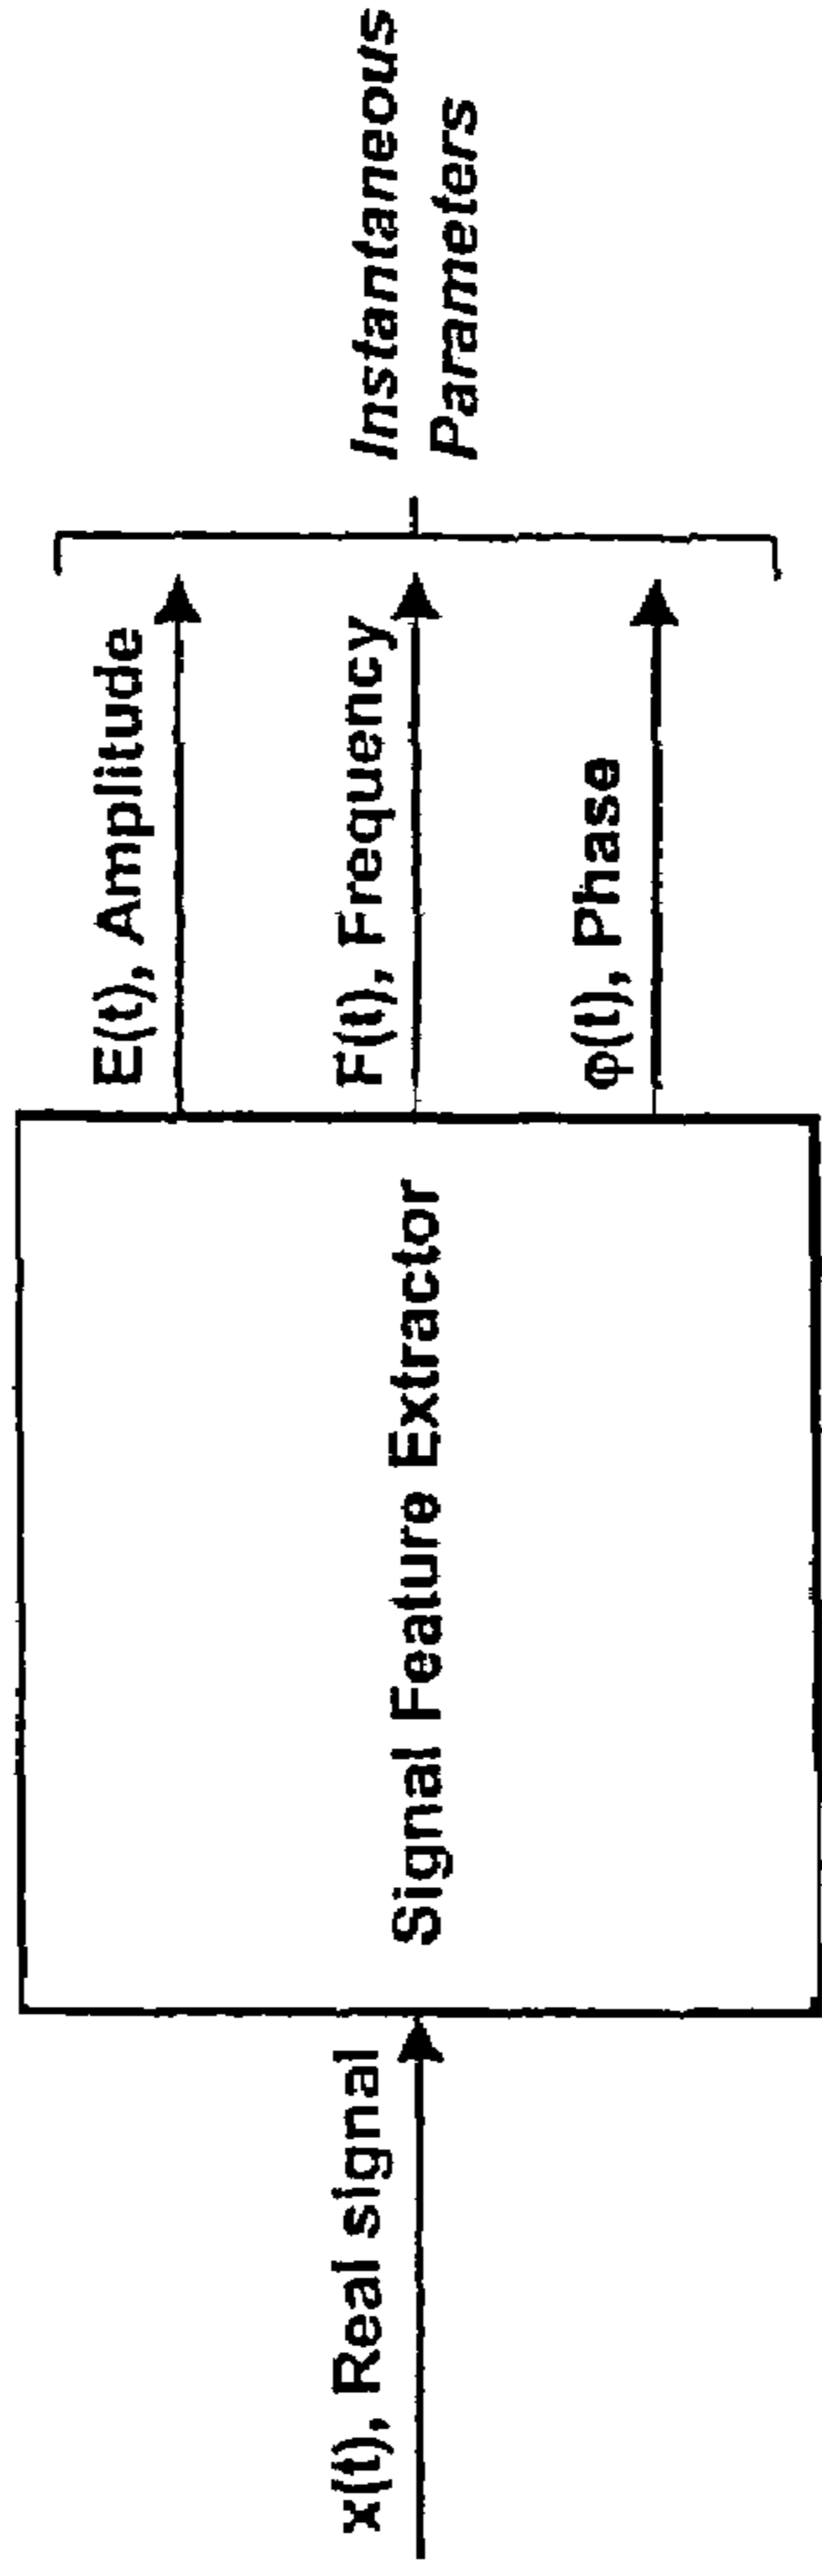 x(t), Real signal
Signal Feature Extractor
E(t), Amplitude
F(t), Frequency
φ(t), Phase
Instantaneous
Parameters